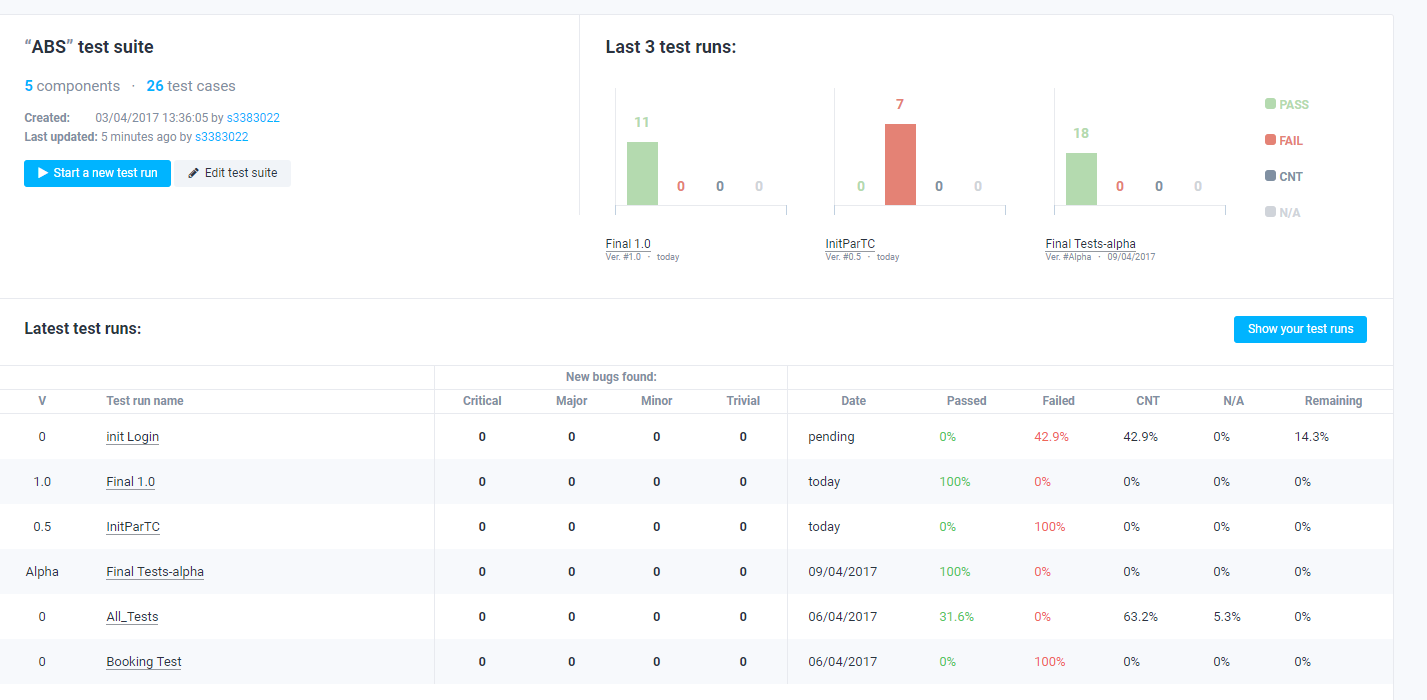 “ABS” test suite
5 components · 26 test cases
Created: 03/04/2017 13:36:05 by s3383022
Last updated: 5 minutes ago by s3383022
Start a new test run Edit test suite
Last 3 test runs:
11 0 0 0
0 7 0 0
18 0 0 0
PASS
FAIL
CNT
N/A
Final 1.0
Ver. #1.0 · today
InitParTC
Ver. #0.5 · today
Final Tests-alpha
Ver. #Alpha · 09/04/2017
Latest test runs: Show your test runs
New bugs found:
V Test run name Critical Major Minor Trivial Date Passed Failed CNT N/A Remaining
0 init Login 0 0 0 0 pending 0% 42.9% 42.9% 0% 14.3%
1.0 Final 1.0 0 0 0 0 today 100% 0% 0% 0% 0%
0.5 InitParTC 0 0 0 0 today 0% 100% 0% 0% 0%
Alpha Final Tests-alpha 0 0 0 0 09/04/2017 100% 0% 0% 0% 0%
0 All_Tests 0 0 0 0 06/04/2017 31.6% 0% 63.2% 5.3% 0%
0 Booking Test 0 0 0 0 06/04/2017 0% 100% 0% 0% 0%